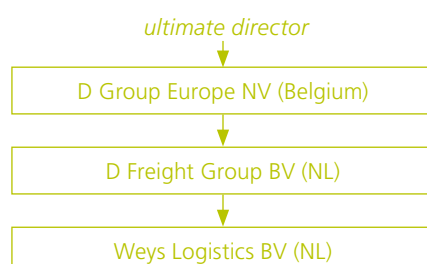 ultimate director
D Group Europe NV (Belgium)
D Freight Group BV (NL)
Weys Logistics BV (NL)